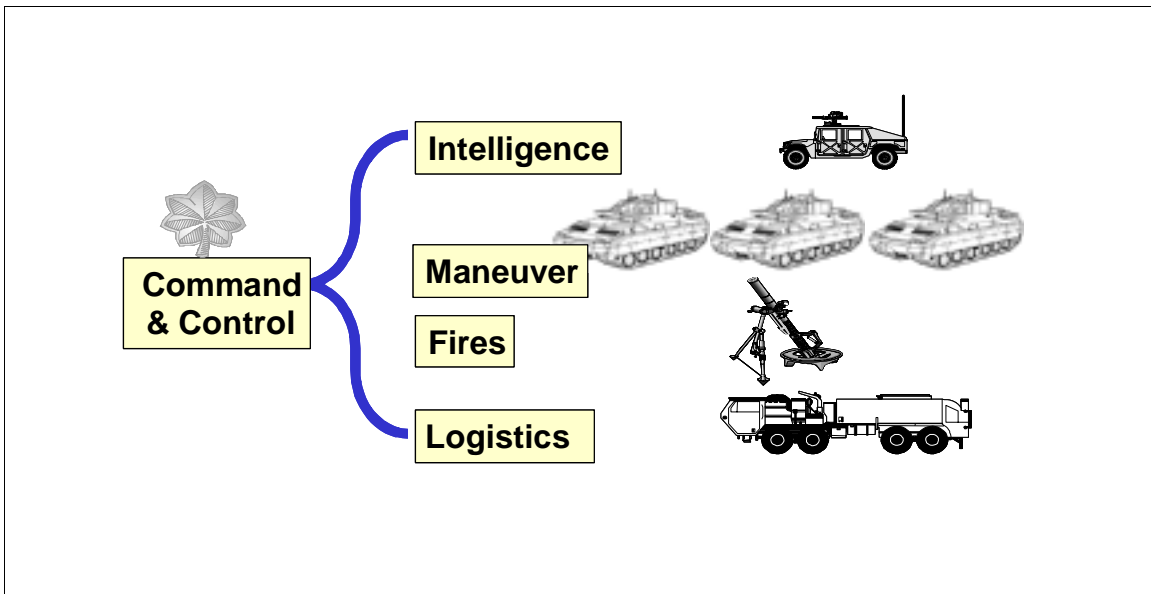 Intelligence
Command
& Control
Maneuver
Fires
Logistics